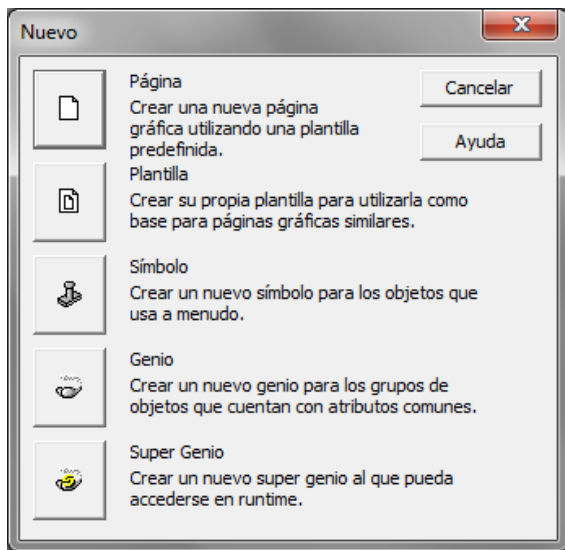 Nuevo
Página
Crear una nueva página
gráfica utilizando una plantilla
predefinida.
Cancelar
Ayuda
Plantilla
Crear su propia plantilla para utilizarla como
base para páginas gráficas similares.
Símbolo
Crear un nuevo símbolo para los objetos que
usa a menudo.
Genio
Crear un nuevo genio para los grupos de
objetos que cuentan con atributos comunes.
Super Genio
Crear un nuevo super genio al que pueda
accederse en runtime.